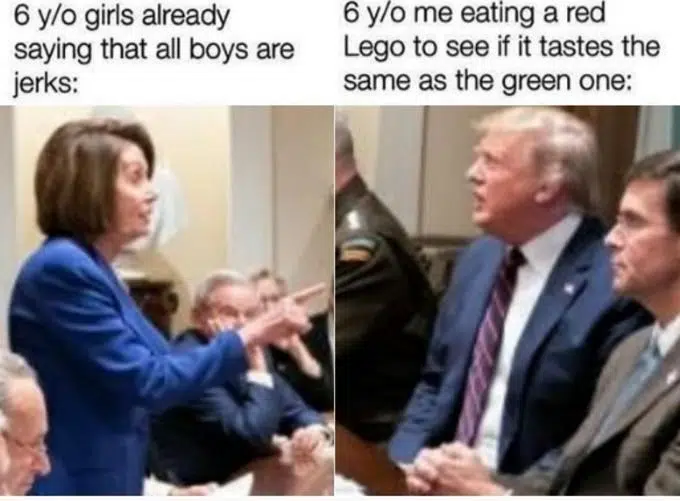 6 y/o girls already
saying that all boys are
jerks:
6 y/o me eating a red
Lego to see if it tastes the
same as the green one: